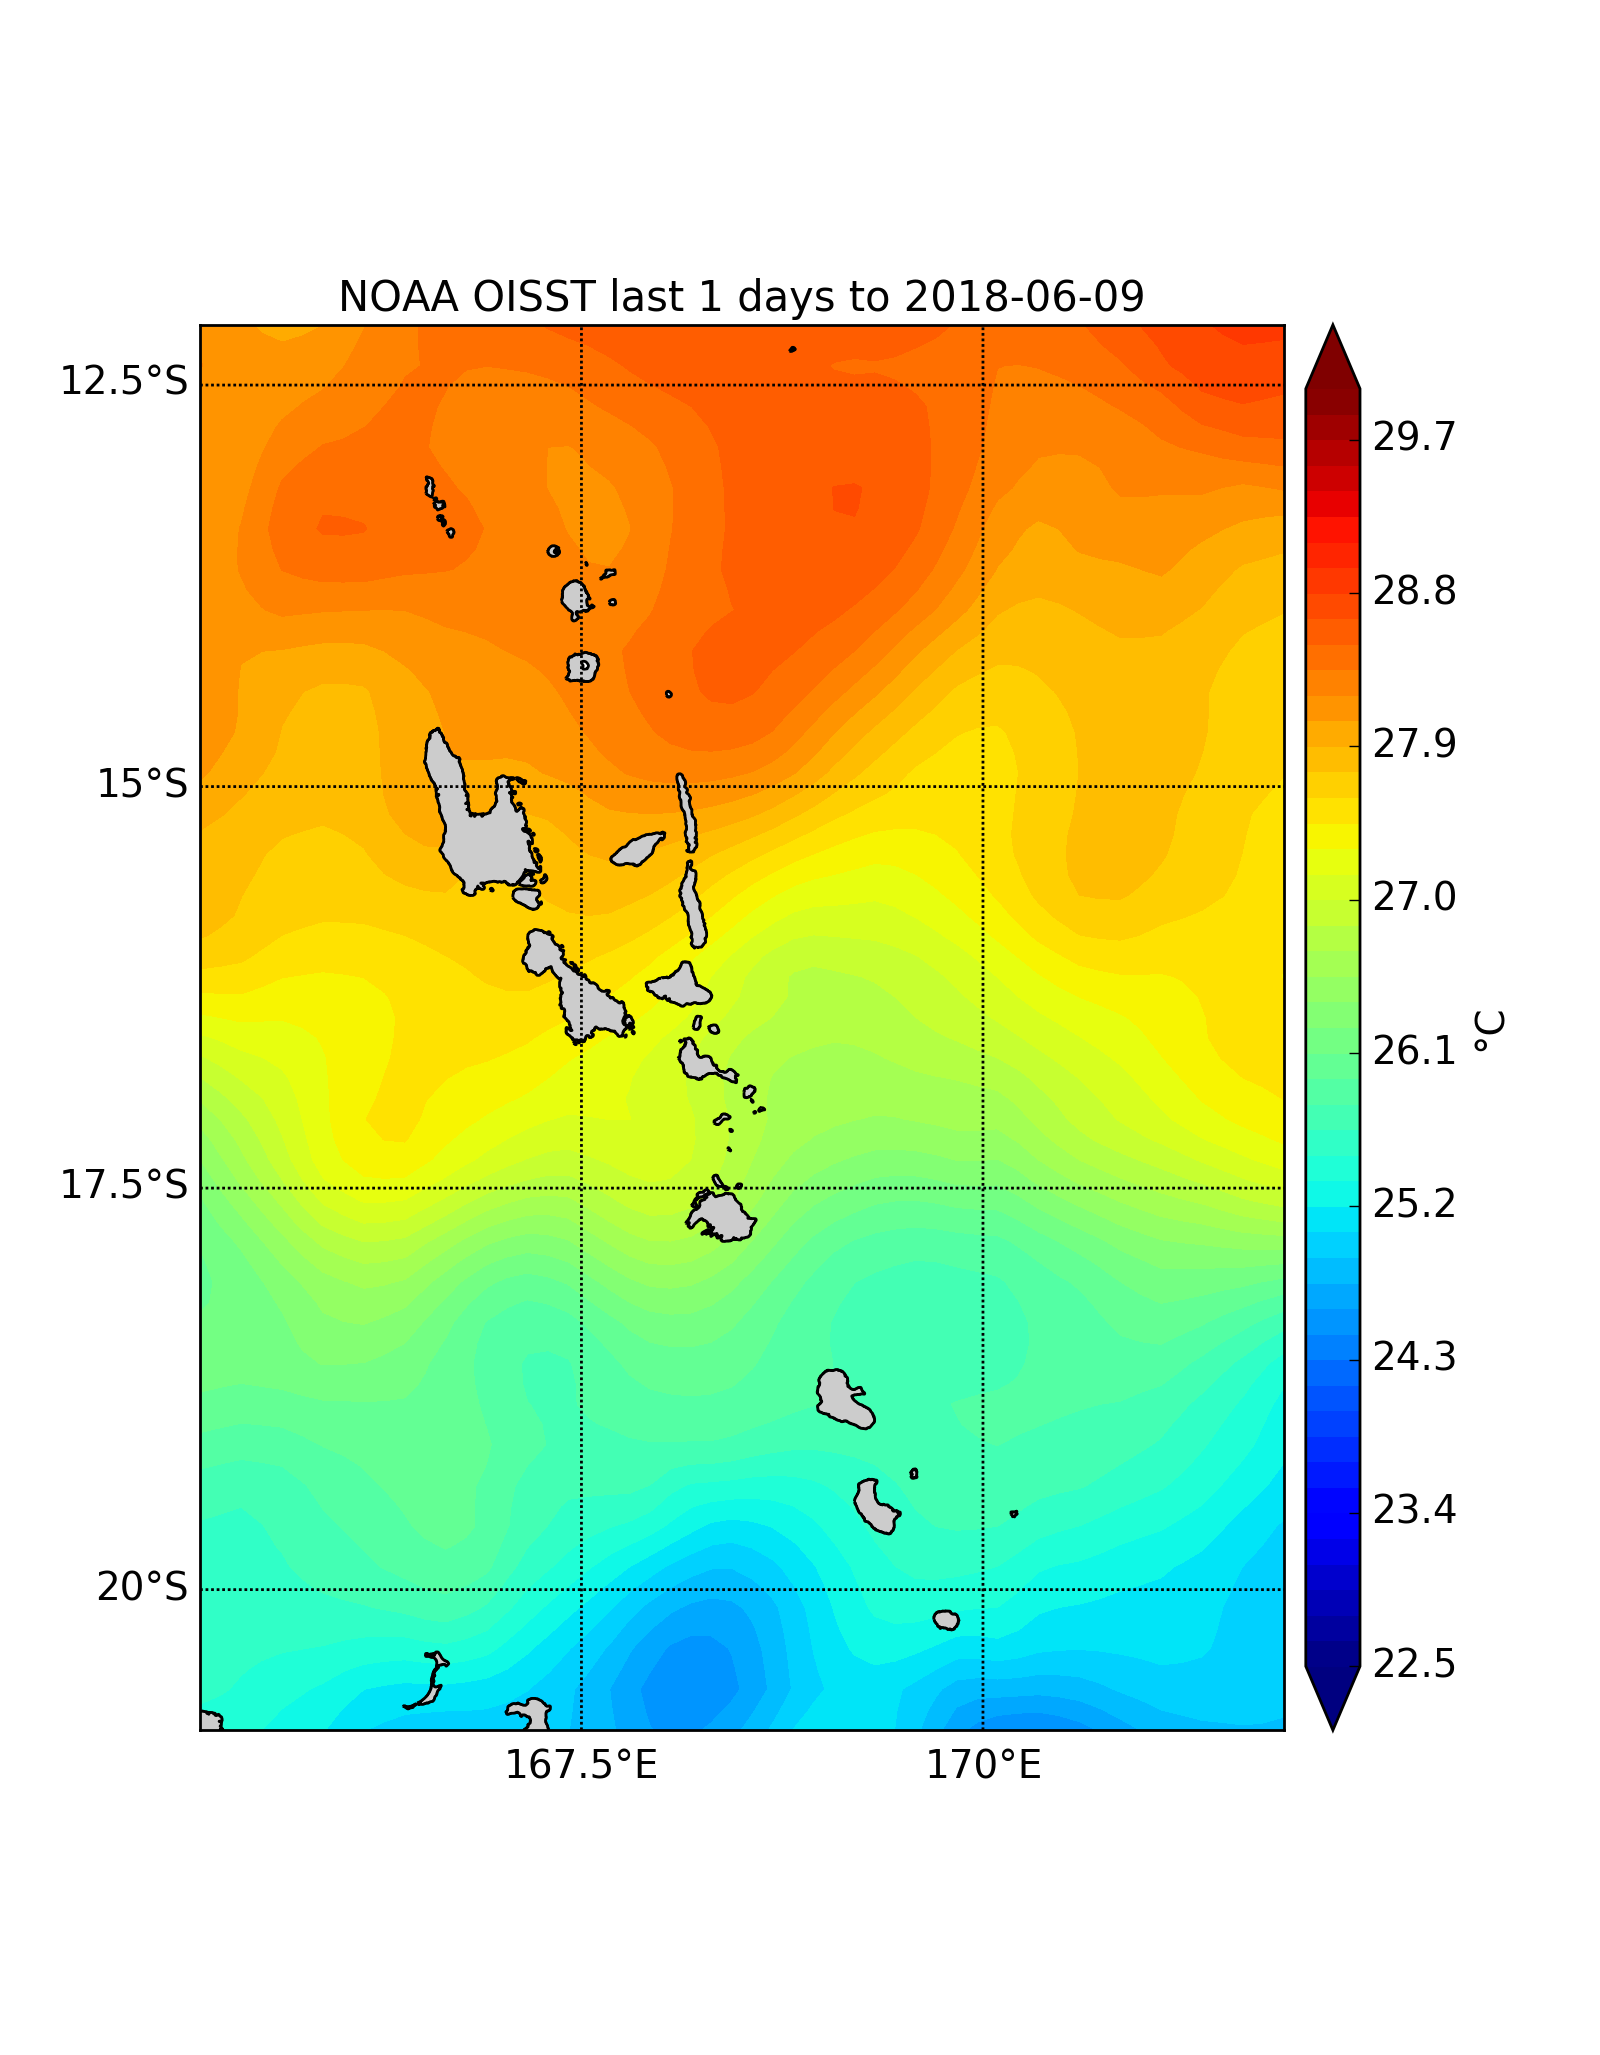 NOAA OISST last 1 days to 2018-06-09
12.5°S
15°S
17.5°S
20°S
167.5°E
170°E
29.7
28.8
27.9
27.0
26.1
25.2
24.3
23.4
22.5
°C